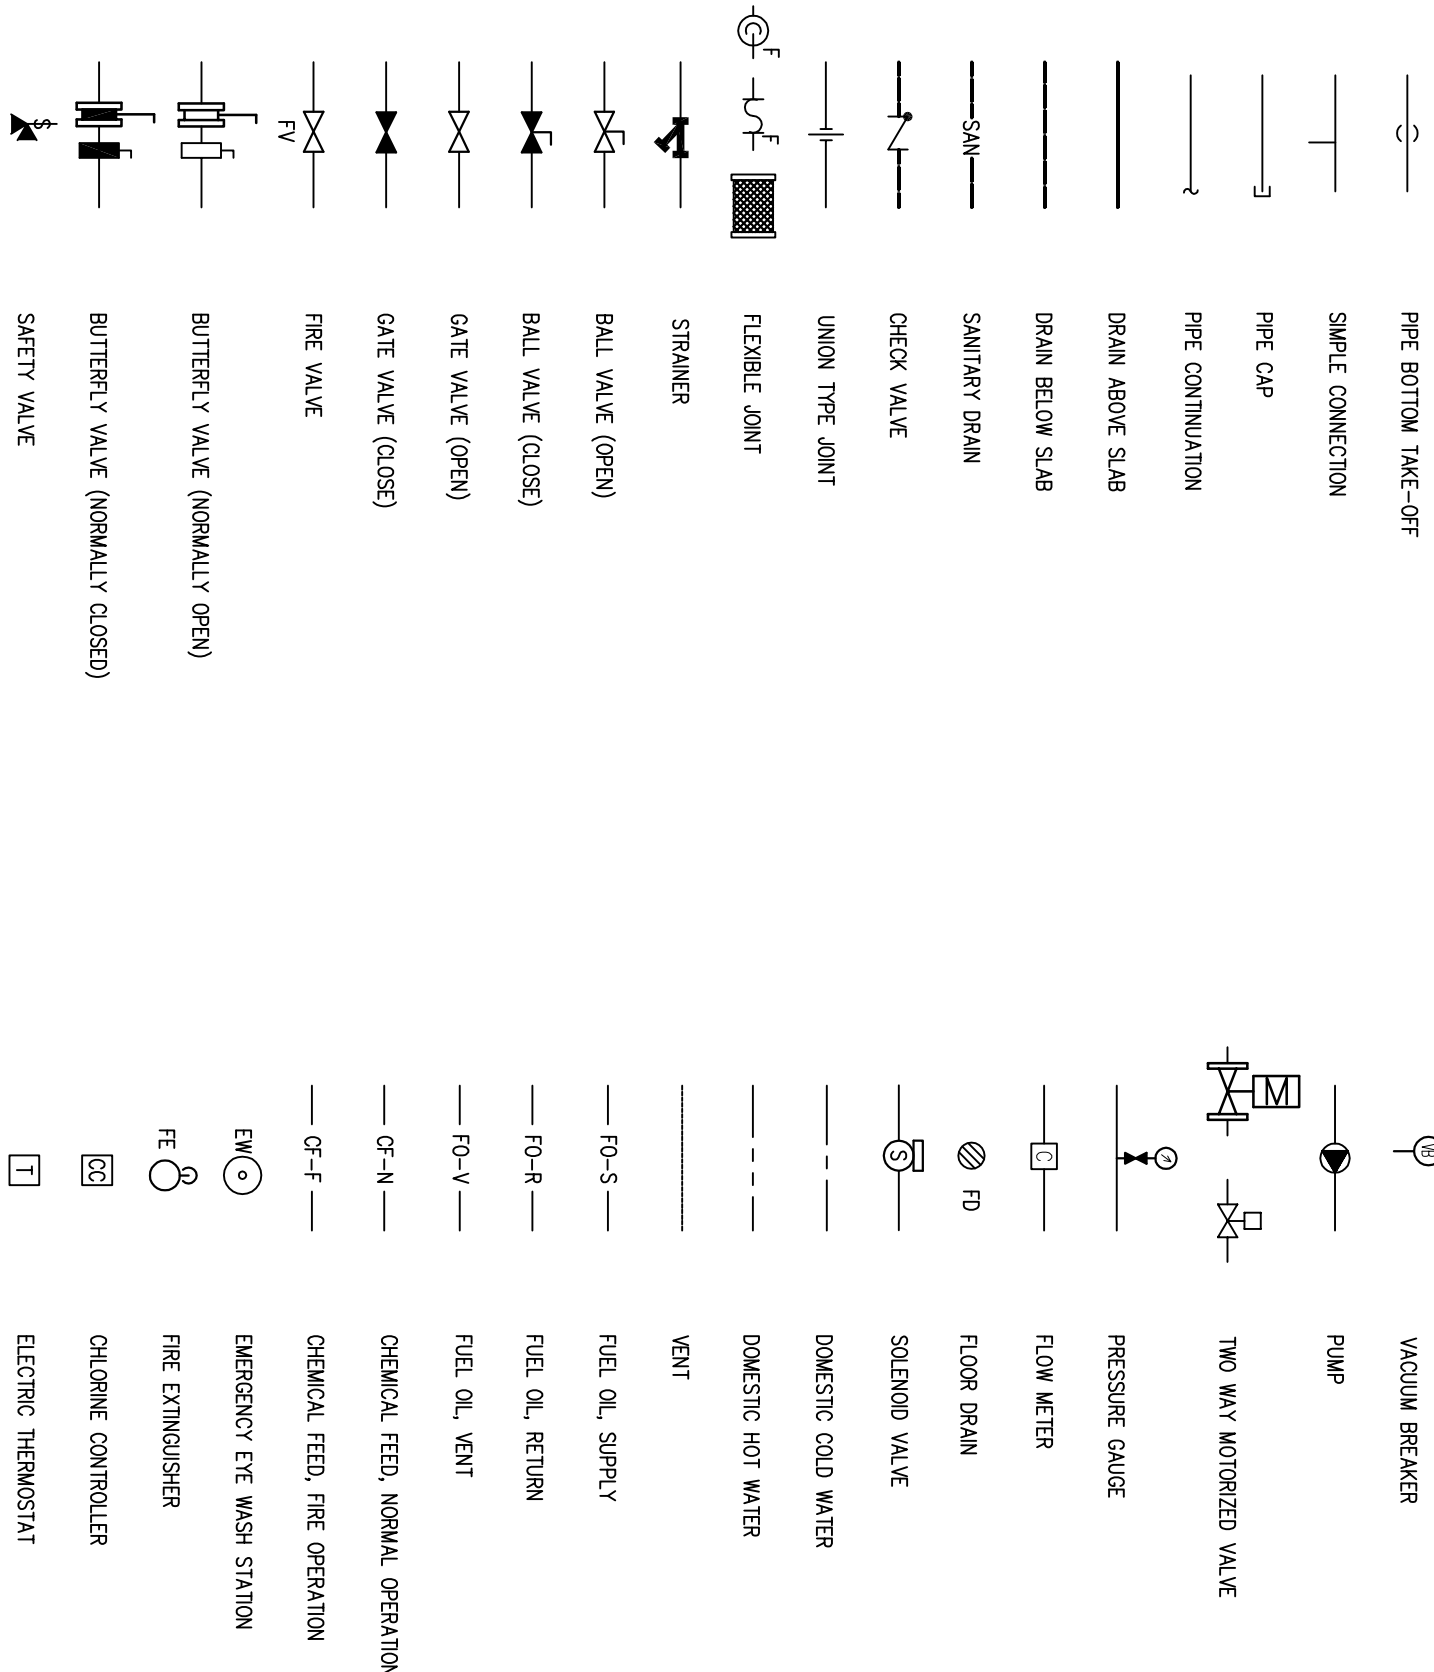 PIPE BOTTOM TAKE-OFF
SIMPLE CONNECTION
PIPE CAP
PIPE CONTINUATION
DRAIN ABOVE SLAB
DRAIN BELOW SLAB
SAN SANITARY DRAIN
CHECK VALVE
UNION TYPE JOINT
F F FLEXIBLE JOINT
STRAINER
BALL VALVE (OPEN)
BALL VALVE (CLOSE)
GATE VALVE (OPEN)
GATE VALVE (CLOSE)
FV FIRE VALVE
BUTTERFLY VALVE (NORMALLY OPEN)
BUTTERFLY VALVE (NORMALLY CLOSED)
S SAFETY VALVE
VB VACUUM BREAKER
PUMP
M TWO WAY MOTORIZED VALVE
PRESSURE GAUGE
C FLOW METER
FD FLOOR DRAIN
S SOLENOID VALVE
DOMESTIC COLD WATER
DOMESTIC HOT WATER
VENT
FO-S FUEL OIL, SUPPLY
FO-R FUEL OIL, RETURN
FO-V FUEL OIL, VENT
CF-N CHEMICAL FEED, NORMAL OPERATION
CF-F CHEMICAL FEED, FIRE OPERATION
EW EMERGENCY EYE WASH STATION
FE FIRE EXTINGUISHER
CC CHLORINE CONTROLLER
T ELECTRIC THERMOSTAT